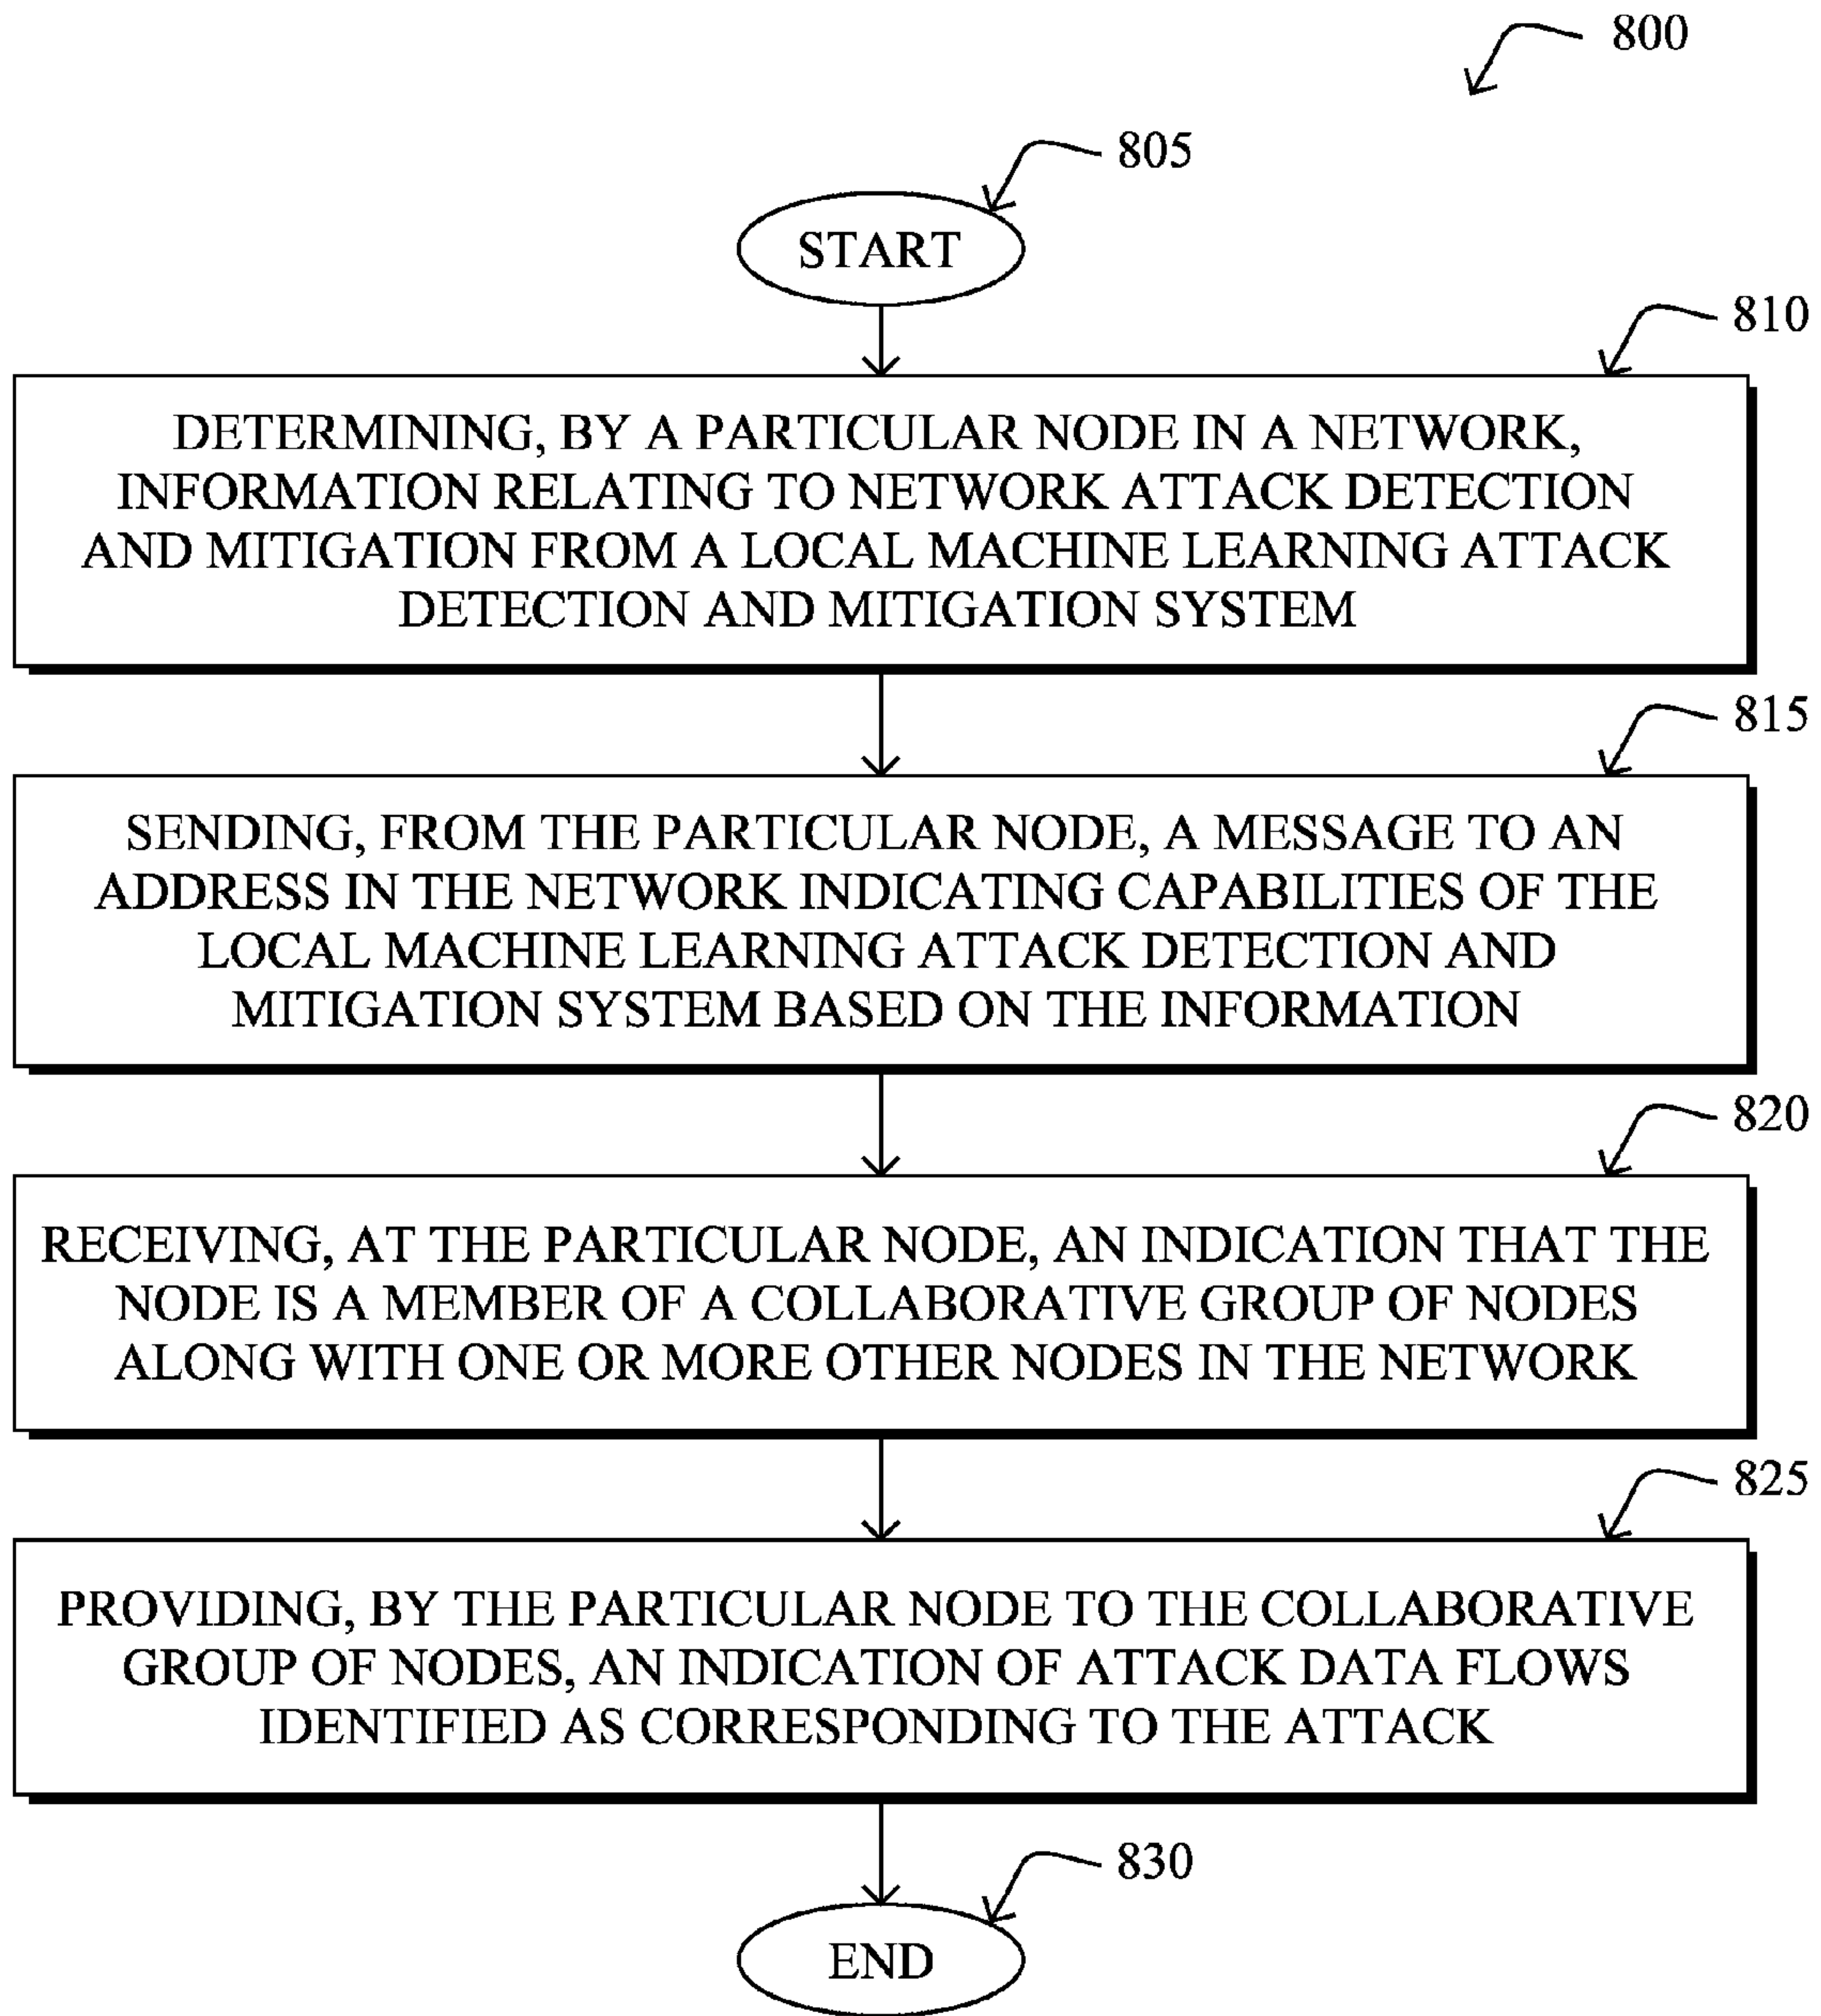 800
805
START
810
DETERMINING, BY A PARTICULAR NODE IN A NETWORK,
INFORMATION RELATING TO NETWORK ATTACK DETECTION
AND MITIGATION FROM A LOCAL MACHINE LEARNING ATTACK
DETECTION AND MITIGATION SYSTEM
815
SENDING, FROM THE PARTICULAR NODE, A MESSAGE TO AN
ADDRESS IN THE NETWORK INDICATING CAPABILITIES OF THE
LOCAL MACHINE LEARNING ATTACK DETECTION AND
MITIGATION SYSTEM BASED ON THE INFORMATION
820
RECEIVING, AT THE PARTICULAR NODE, AN INDICATION THAT THE
NODE IS A MEMBER OF A COLLABORATIVE GROUP OF NODES
ALONG WITH ONE OR MORE OTHER NODES IN THE NETWORK
825
PROVIDING, BY THE PARTICULAR NODE TO THE COLLABORATIVE
GROUP OF NODES, AN INDICATION OF ATTACK DATA FLOWS
IDENTIFIED AS CORRESPONDING TO THE ATTACK
830
END